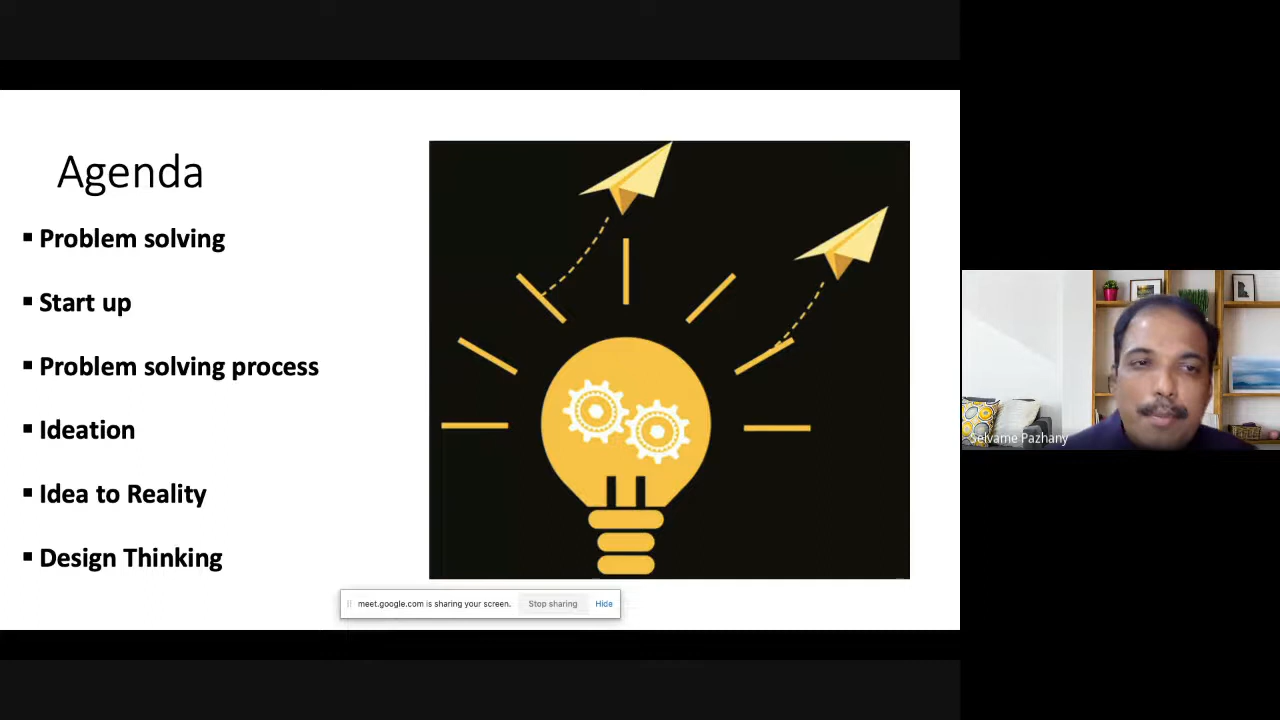 Agenda
▪ Problem solving
▪ Start up
▪ Problem solving process
▪ Ideation
▪ Idea to Reality
▪ Design Thinking
meet.google.com is sharing your screen. Stop sharing Hide
Selvame Pazhany